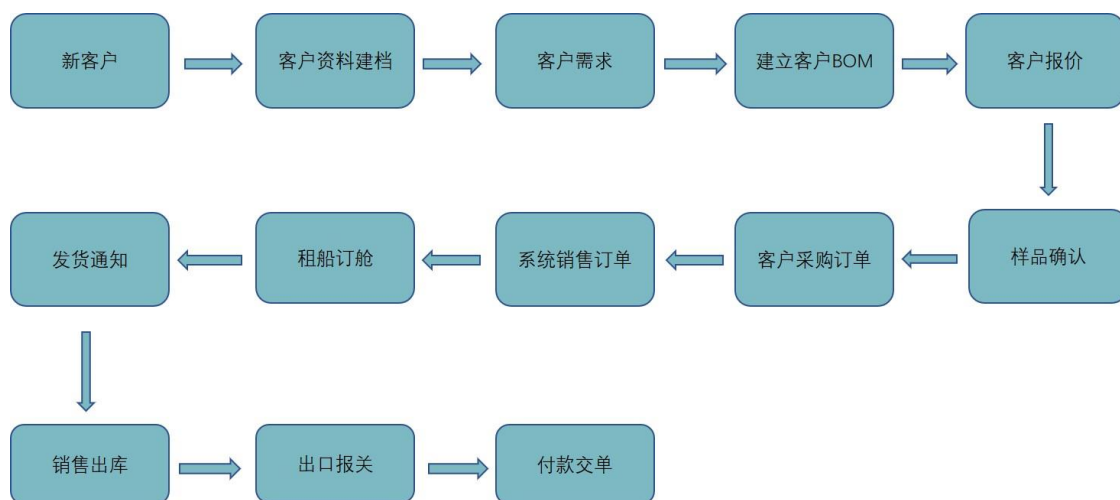 新客户
客户资料建档
客户需求
建立客户BOM
客户报价
样品确认
客户采购订单
系统销售订单
租船订舱
发货通知
销售出库
出口报关
付款交单